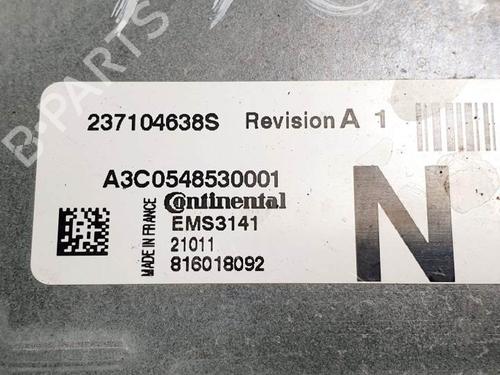 B-PARTS
237104638S Revision A 1
A3C0548530001
MADE IN FRANCE
Continental
EMS3141
21011
816018092
N